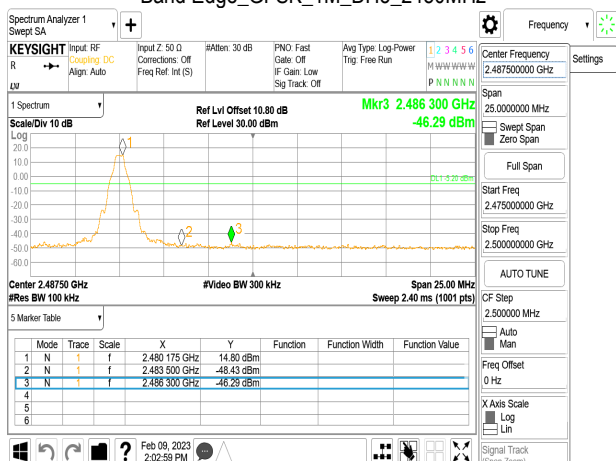 Spectrum Analyzer 1
Swept SA
Frequency
KEYSIGHT
R
LXI
Input: RF
Coupling: DC
Align: Auto
Input Z: 50 Ω
Corrections: Off
Freq Ref: Int (S)
#Atten: 30 dB
PNO: Fast
Gate: Off
IF Gain: Low
Sig Track: Off
Avg Type: Log-Power
Trig: Free Run
1 2 3 4 5 6
M W W W W W
P N N N N N
1 Spectrum
Scale/Div 10 dB
Ref Lvl Offset 10.80 dB
Ref Level 30.00 dBm
Mkr3 2.486 300 GHz
-46.29 dBm
Log
20.0
10.0
0.00
-10.0
-20.0
-30.0
-40.0
-50.0
-60.0
1
2
3
DL1 -5.20 dBm
Center 2.48750 GHz
#Video BW 300 kHz
Span 25.00 MHz
#Res BW 100 kHz
Sweep 2.40 ms (1001 pts)
5 Marker Table
Mode Trace Scale X Y Function Function Width Function Value
1 N 1 f 2.480 175 GHz 14.80 dBm
2 N 1 f 2.483 500 GHz -48.43 dBm
3 N 1 f 2.486 300 GHz -46.29 dBm
4
5
6
?
Feb 09, 2023
2:02:59 PM
Center Frequency
2.487500000 GHz
Settings
Span
25.0000000 MHz
Swept Span
Zero Span
Full Span
Start Freq
2.475000000 GHz
Stop Freq
2.500000000 GHz
AUTO TUNE
CF Step
2.500000 MHz
Auto
Man
Freq Offset
0 Hz
X Axis Scale
Log
Lin
Signal Track